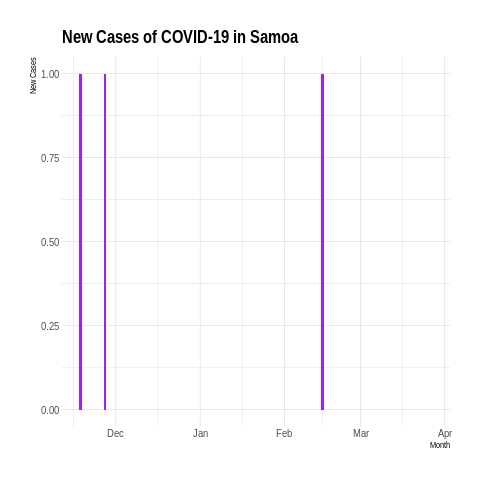 New Cases of COVID-19 in Samoa
New Cases
1.00
0.75
0.50
0.25
0.00
Dec Jan Feb Mar Apr
Month